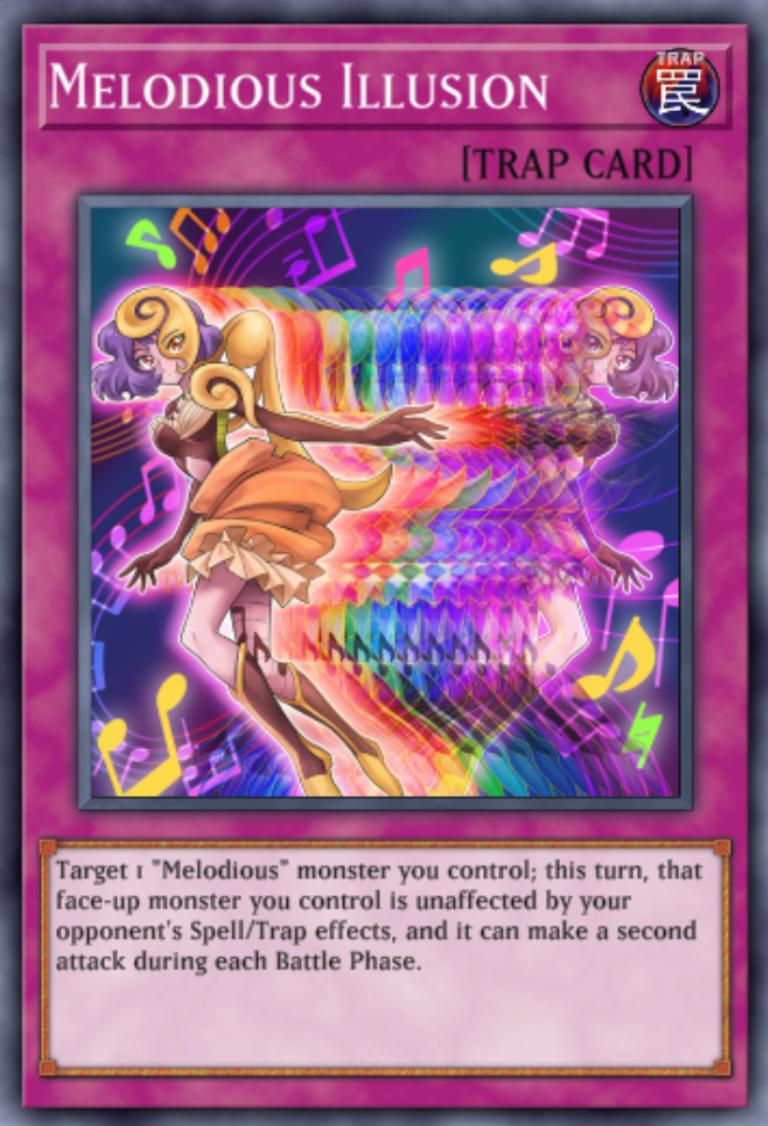 MELODIOUS ILLUSION
TRAP
罠
[TRAP CARD]
Target 1 "Melodious" monster you control; this turn, that
face-up monster you control is unaffected by your
opponent's Spell/Trap effects, and it can make a second
attack during each Battle Phase.